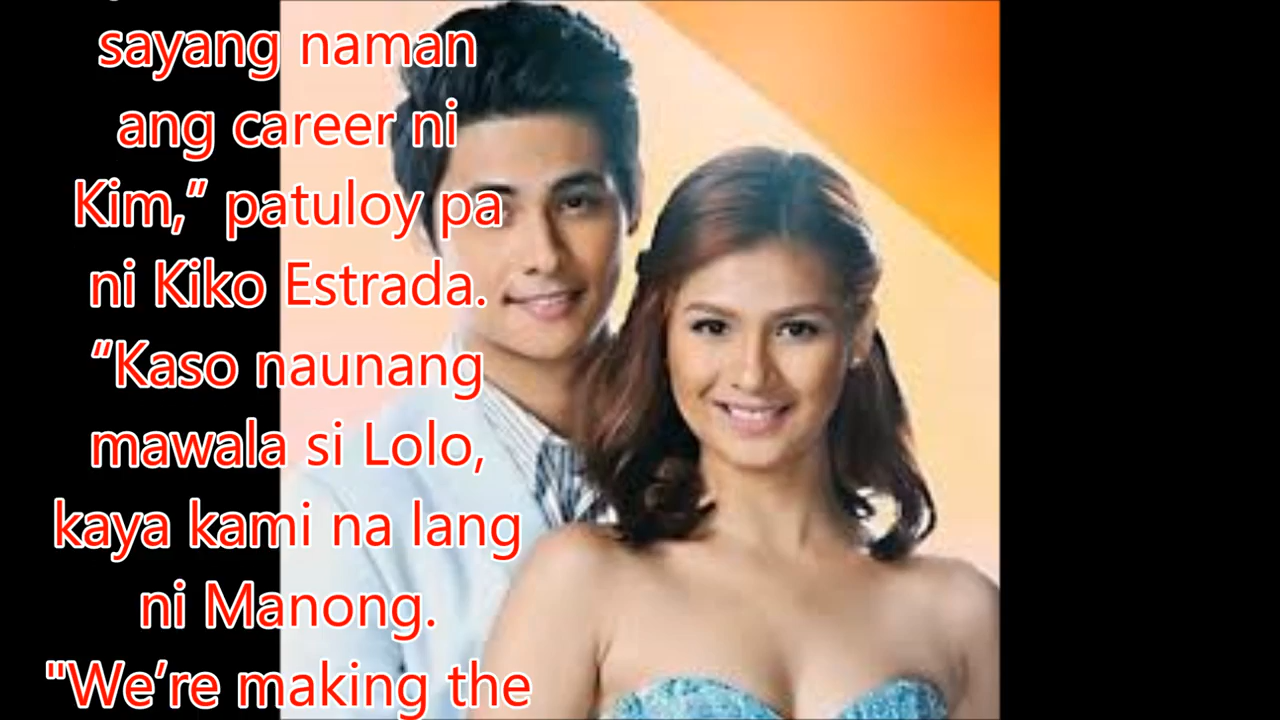 sayang naman
ang career ni
Kim,” patuloy pa
ni Kiko Estrada.
“Kaso naunang
mawala si Lolo,
kaya kami na lang
ni Manong.
"We’re making the